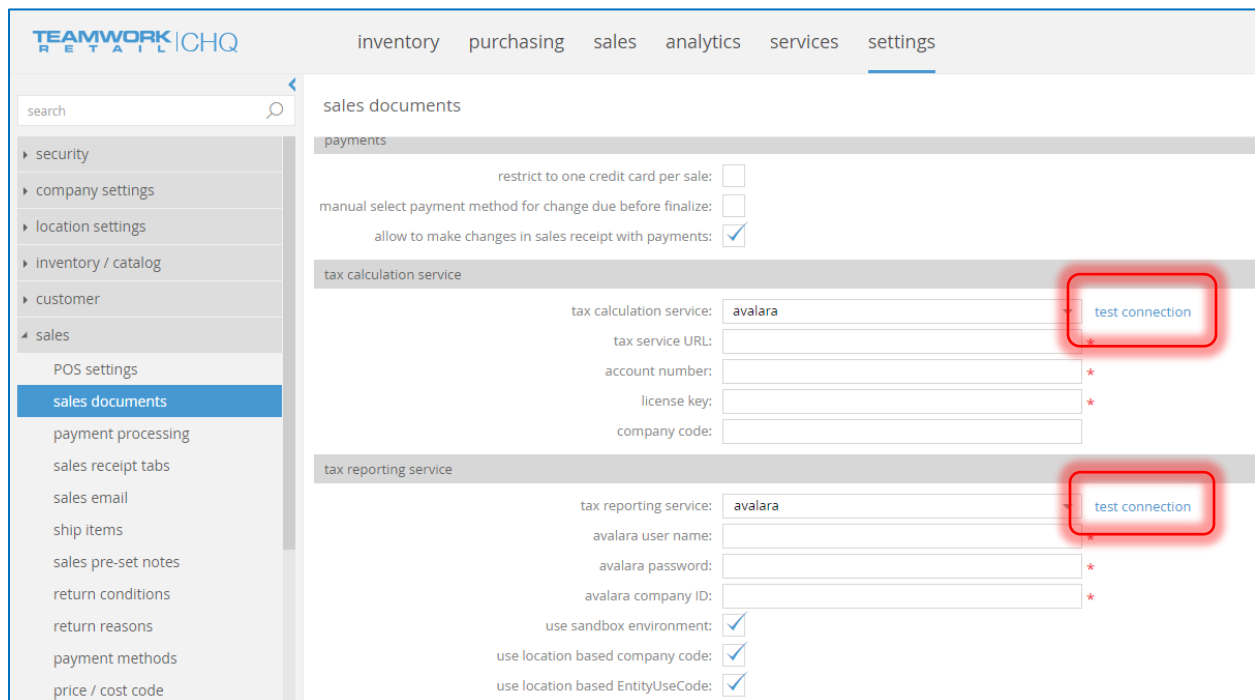 TEAMWORK
RETAIL | CHQ
inventory purchasing sales analytics services settings
search
security
company settings
location settings
inventory / catalog
customer
sales
POS settings
sales documents
payment processing
sales receipt tabs
sales email
ship items
sales pre-set notes
return conditions
return reasons
payment methods
price / cost code
sales documents
payments
restrict to one credit card per sale:
manual select payment method for change due before finalize:
allow to make changes in sales receipt with payments:
tax calculation service
tax calculation service: avalara test connection
tax service URL: *
account number: *
license key: *
company code:
tax reporting service
tax reporting service: avalara test connection
avalara user name: *
avalara password: *
avalara company ID: *
use sandbox environment:
use location based company code:
use location based EntityUseCode: